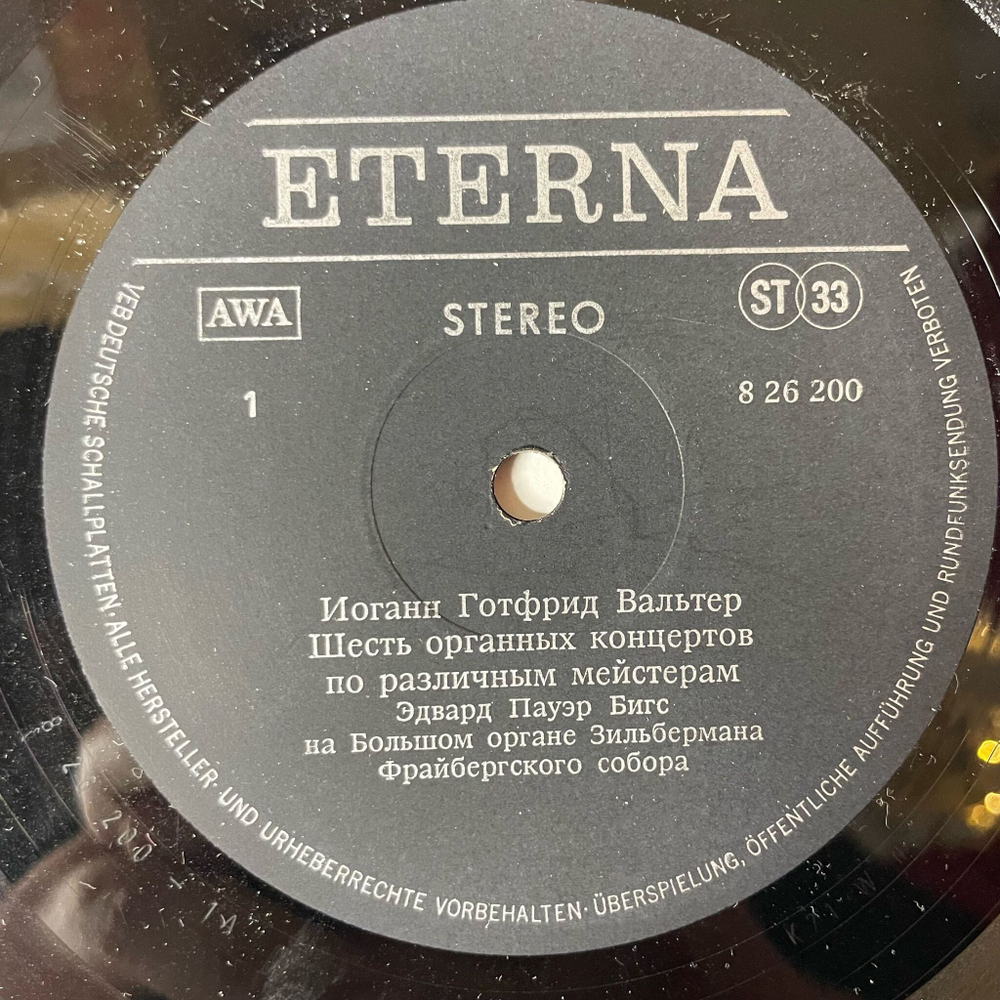 ETERNA
AWA
STEREO
ST 33
1
8 26 200
Иоганн Готфрид Вальтер
Шесть органных концертов
по различным мейстерам
Эдвард Пауэр Бигс
на Большом органе Зильбермана
Фрайбергского собора
VEB DEUTSCHE SCHALLPLATTEN · ALLE HERSTELLER- UND URHEBERRECHTE VORBEHALTEN · ÜBERSPIELUNG, ÖFFENTLICHE AUFFÜHRUNG UND RUNDFUNKSENDUNG VERBOTEN
200